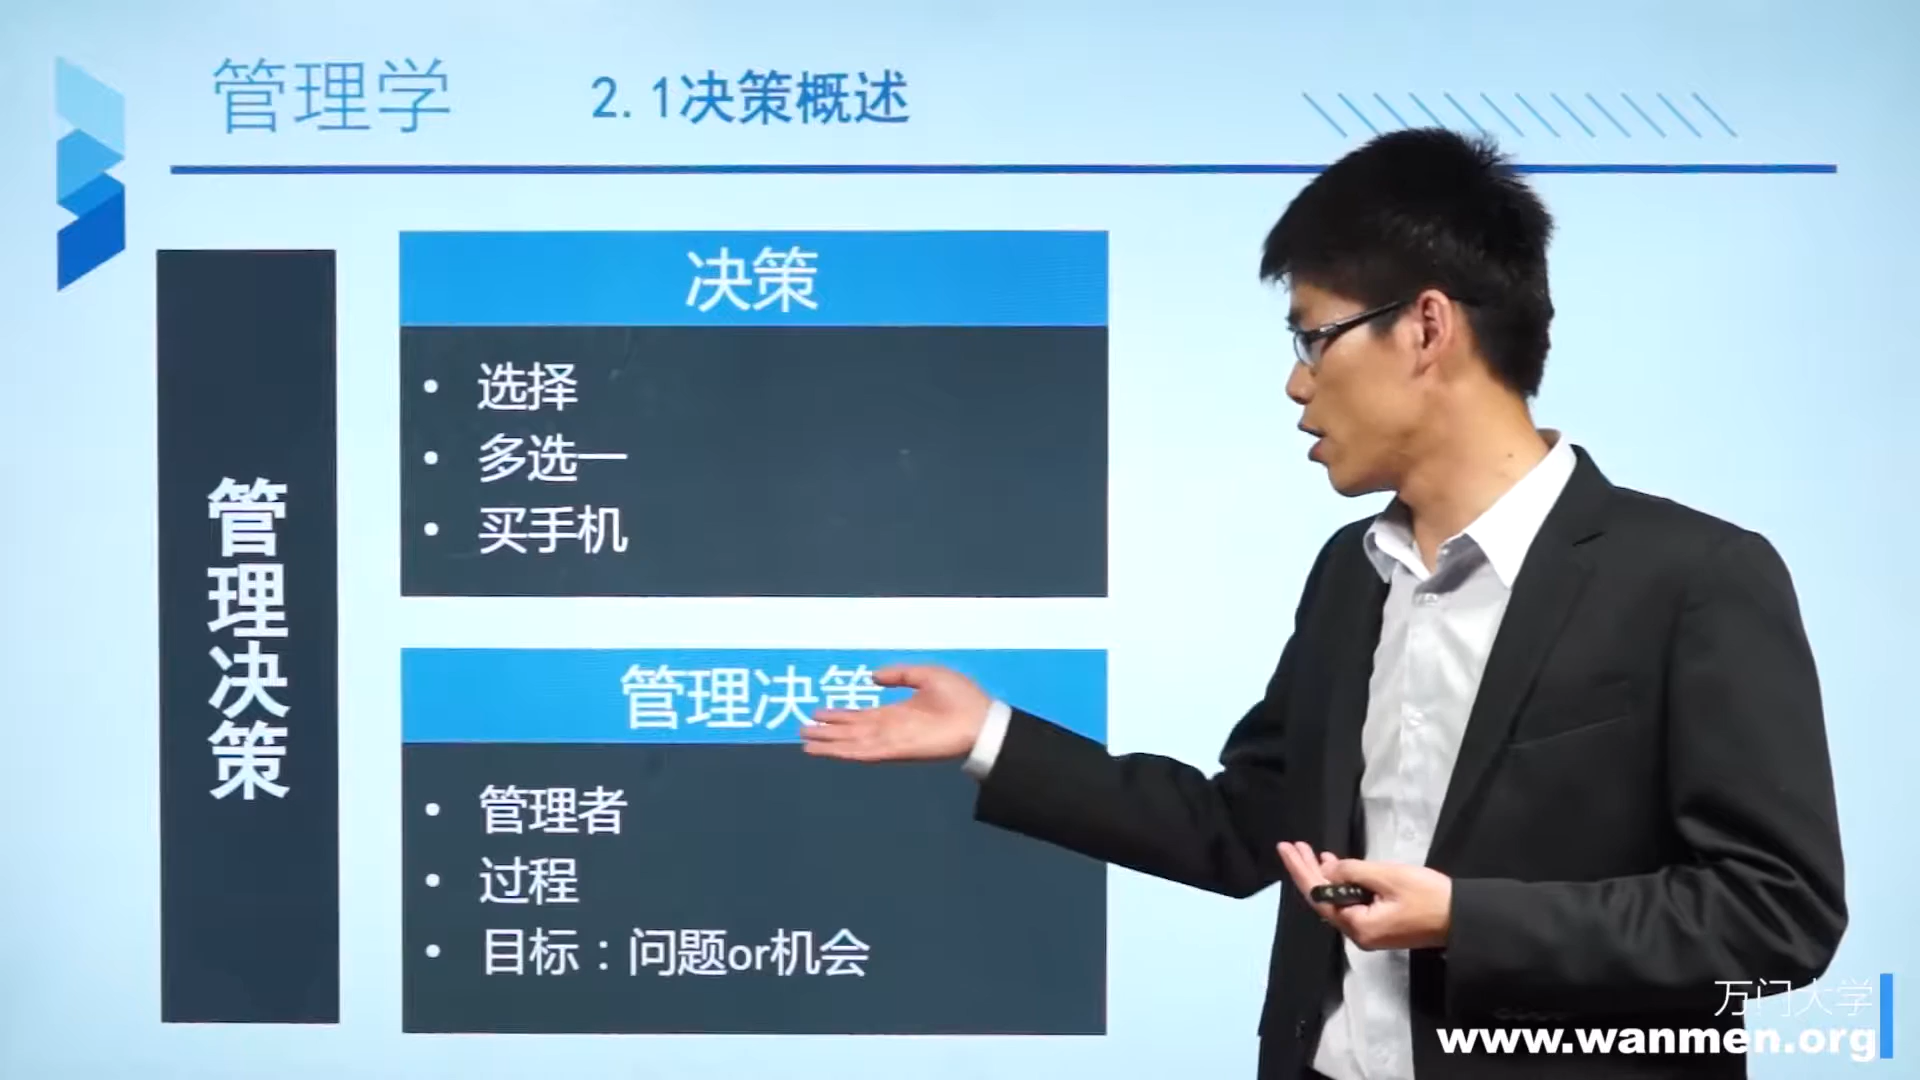 管理学
2.1决策概述
管理决策
决策
• 选择
• 多选一
• 买手机
管理决策
• 管理者
• 过程
• 目标：问题or机会
万门大学
www.wanmen.org